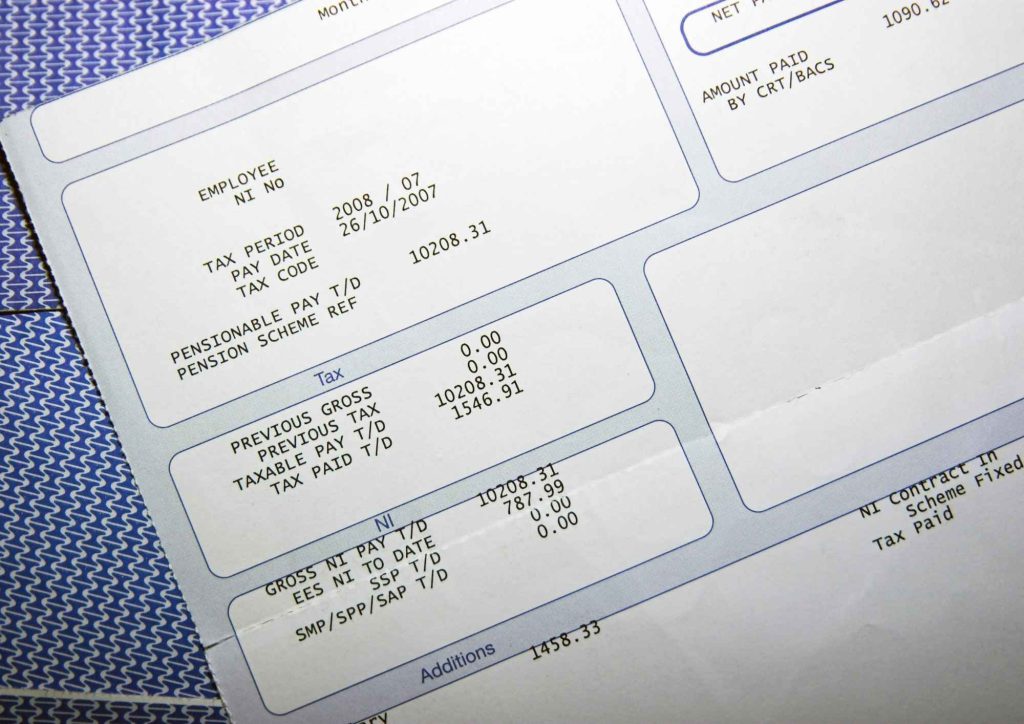 NET
1090.62
AMOUNT PAID
BY CRT/BACS
EMPLOYEE
NI NO
TAX PERIOD 2008 / 07
PAY DATE 26/10/2007
TAX CODE
PENSIONABLE PAY T/D 10208.31
PENSION SCHEME REF
Tax
PREVIOUS GROSS 0.00
PREVIOUS TAX 0.00
TAXABLE PAY T/D 10208.31
TAX PAID T/D 1546.91
NI
GROSS NI PAY T/D 10208.31
EES NI TO DATE 787.99
SSP T/D 0.00
SMP/SPP/SAP T/D 0.00
NI Contract in
Scheme Fixed
Tax Paid
Additions
1458.33